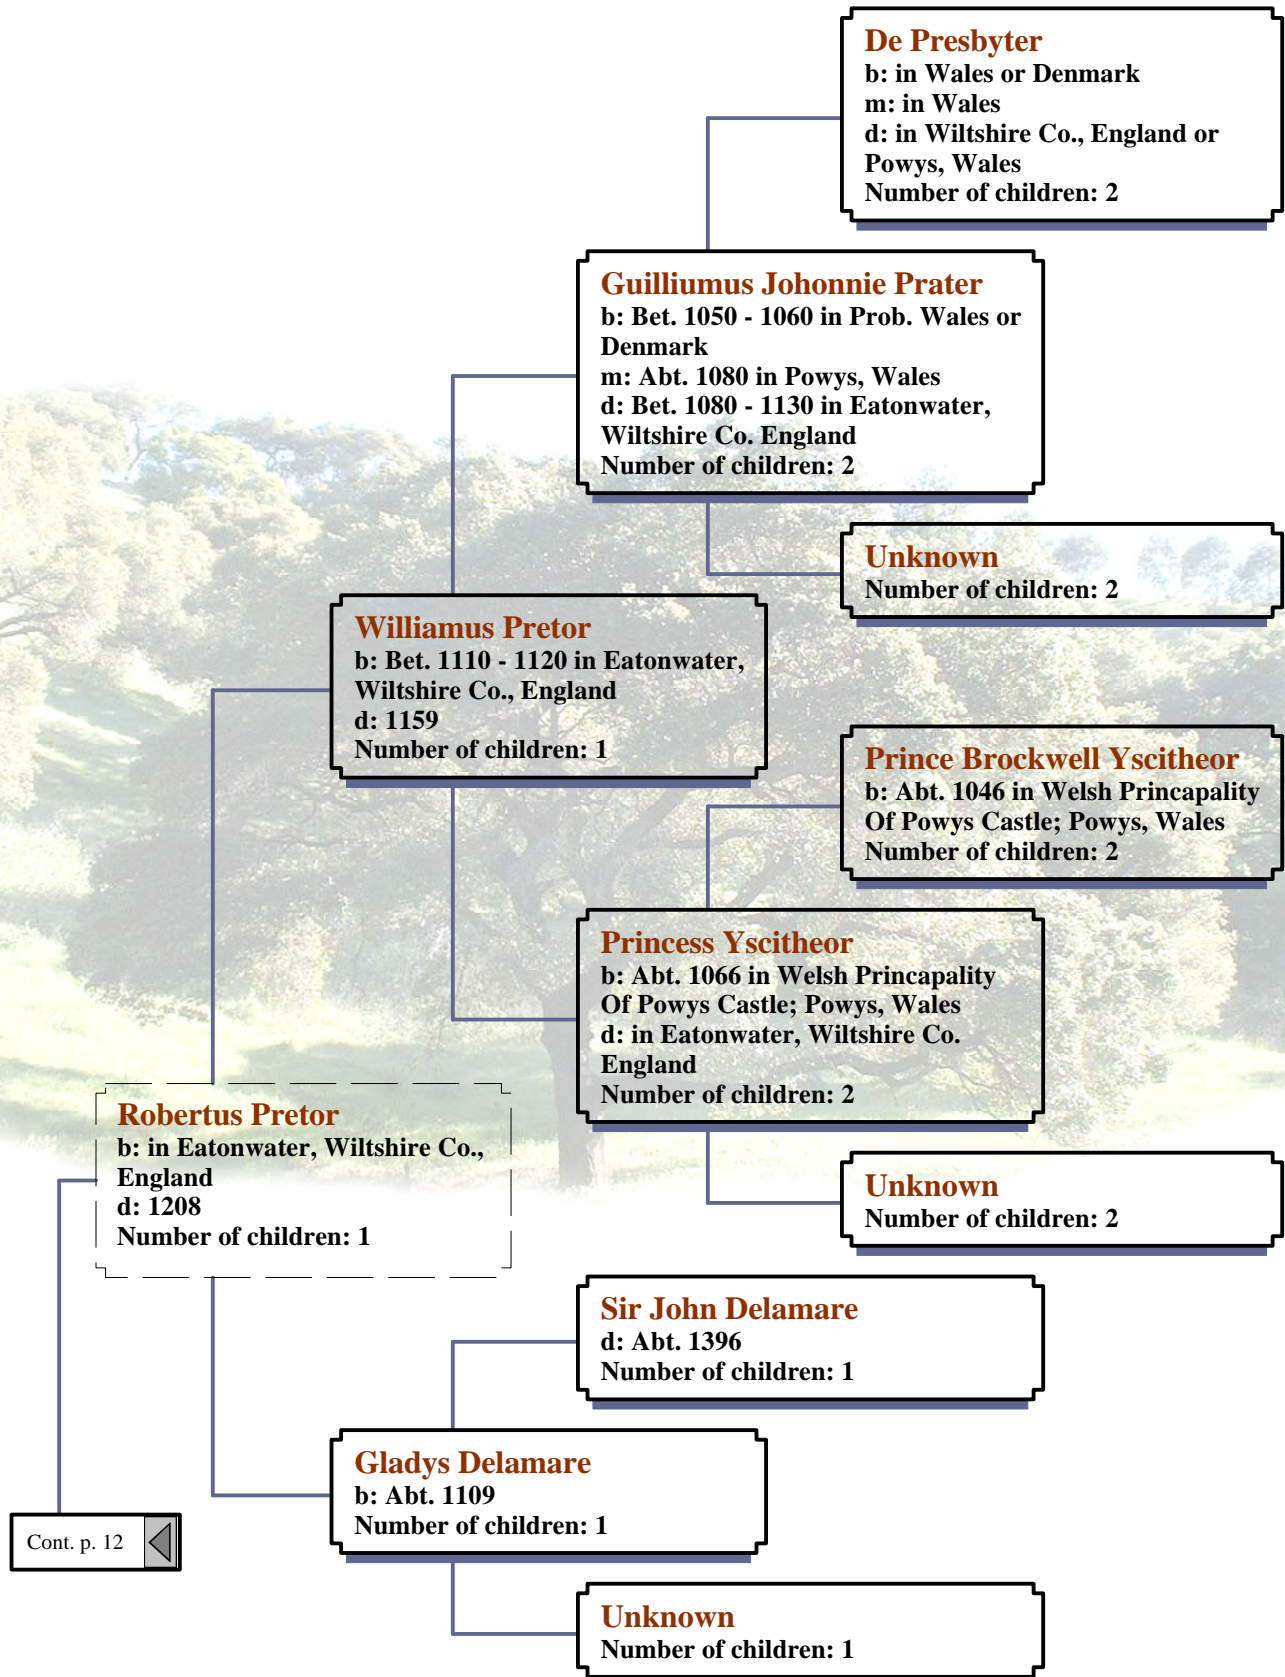 De Presbyter
b: in Wales or Denmark
m: in Wales
d: in Wiltshire Co., England or
Powys, Wales
Number of children: 2
Guilliumus Johonnie Prater
b: Bet. 1050 - 1060 in Prob. Wales or
Denmark
m: Abt. 1080 in Powys, Wales
d: Bet. 1080 - 1130 in Eatonwater,
Wiltshire Co. England
Number of children: 2
Unknown
Number of children: 2
Williamus Pretor
b: Bet. 1110 - 1120 in Eatonwater,
Wiltshire Co., England
d: 1159
Number of children: 1
Prince Brockwell Yscitheor
b: Abt. 1046 in Welsh Princapality
Of Powys Castle; Powys, Wales
Number of children: 2
Princess Yscitheor
b: Abt. 1066 in Welsh Princapality
Of Powys Castle; Powys, Wales
d: in Eatonwater, Wiltshire Co.
England
Number of children: 2
Robertus Pretor
b: in Eatonwater, Wiltshire Co.,
England
d: 1208
Number of children: 1
Unknown
Number of children: 2
Sir John Delamare
d: Abt. 1396
Number of children: 1
Gladys Delamare
b: Abt. 1109
Number of children: 1
Cont. p. 12
Unknown
Number of children: 1